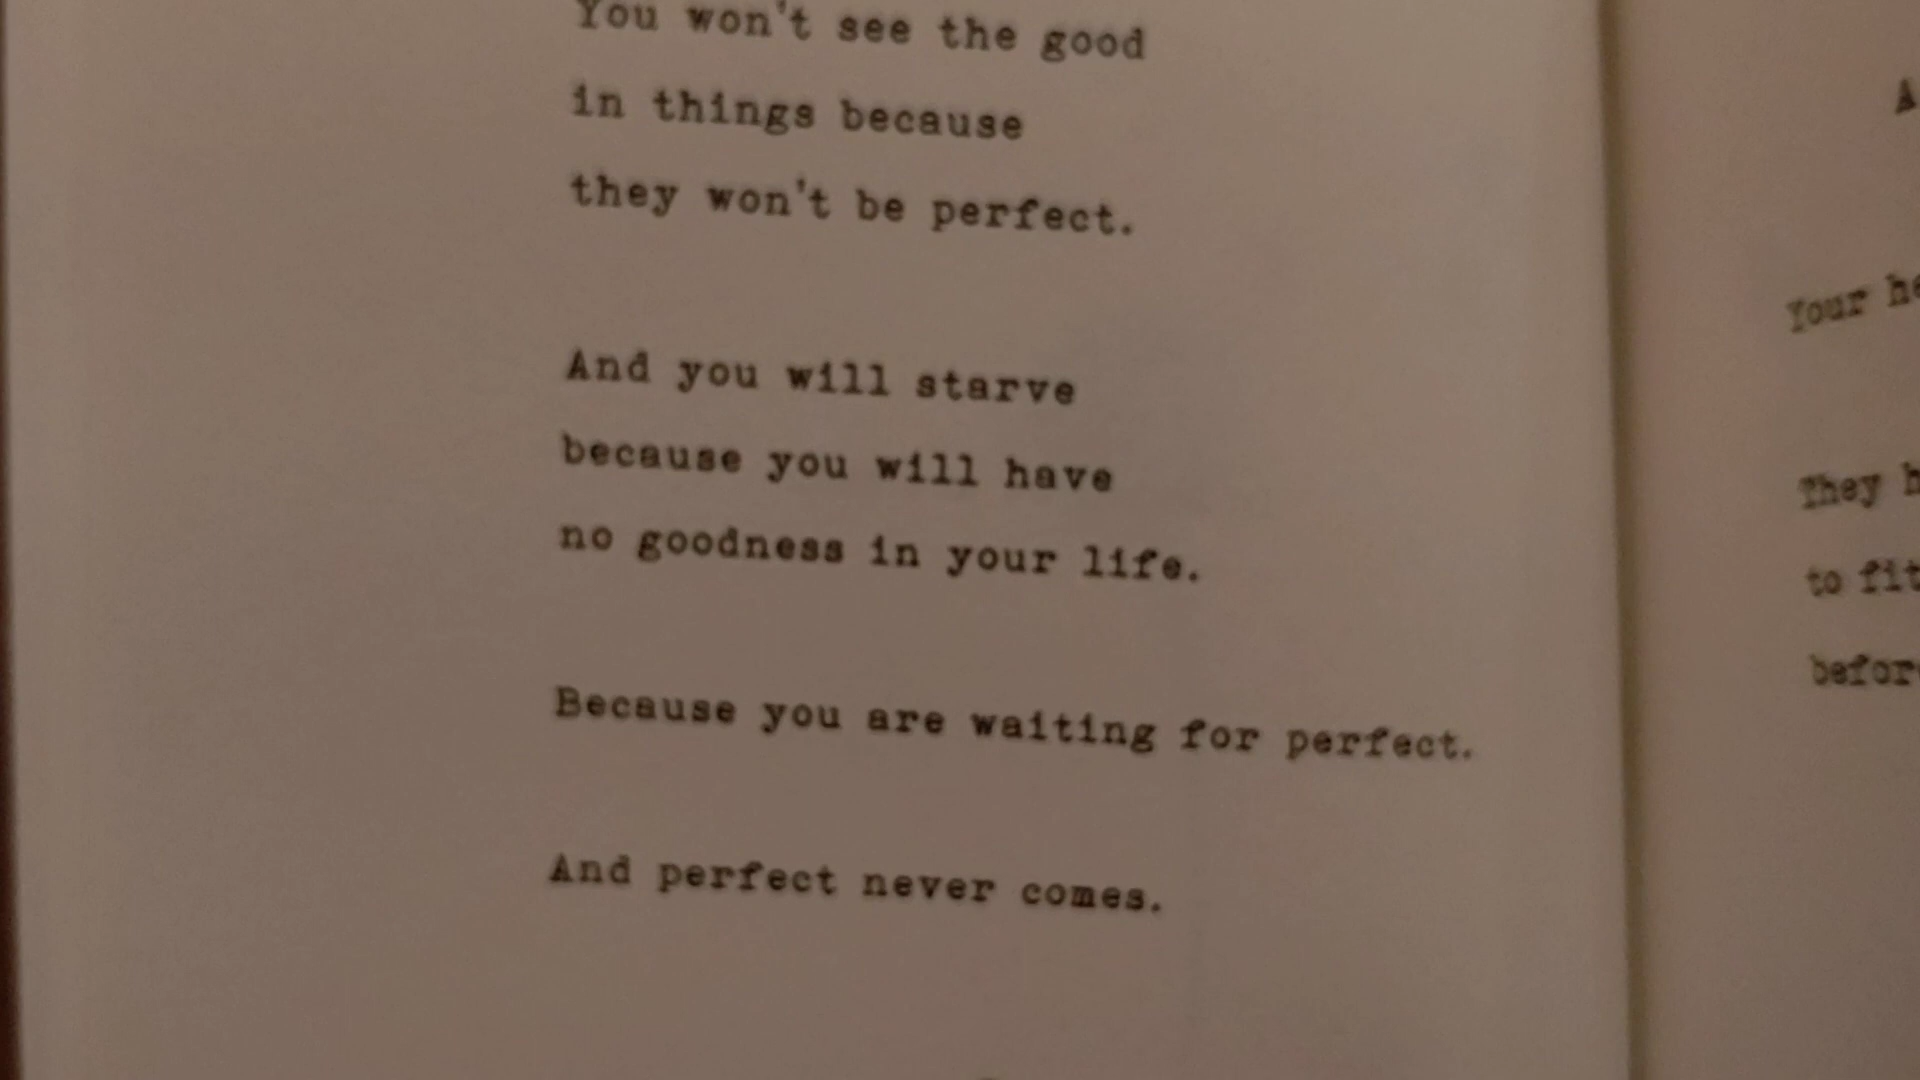 You won't see the good
in things because
they won't be perfect.
And you will starve
because you will have
no goodness in your life.
Because you are waiting for perfect.
And perfect never comes.
Your
They
to